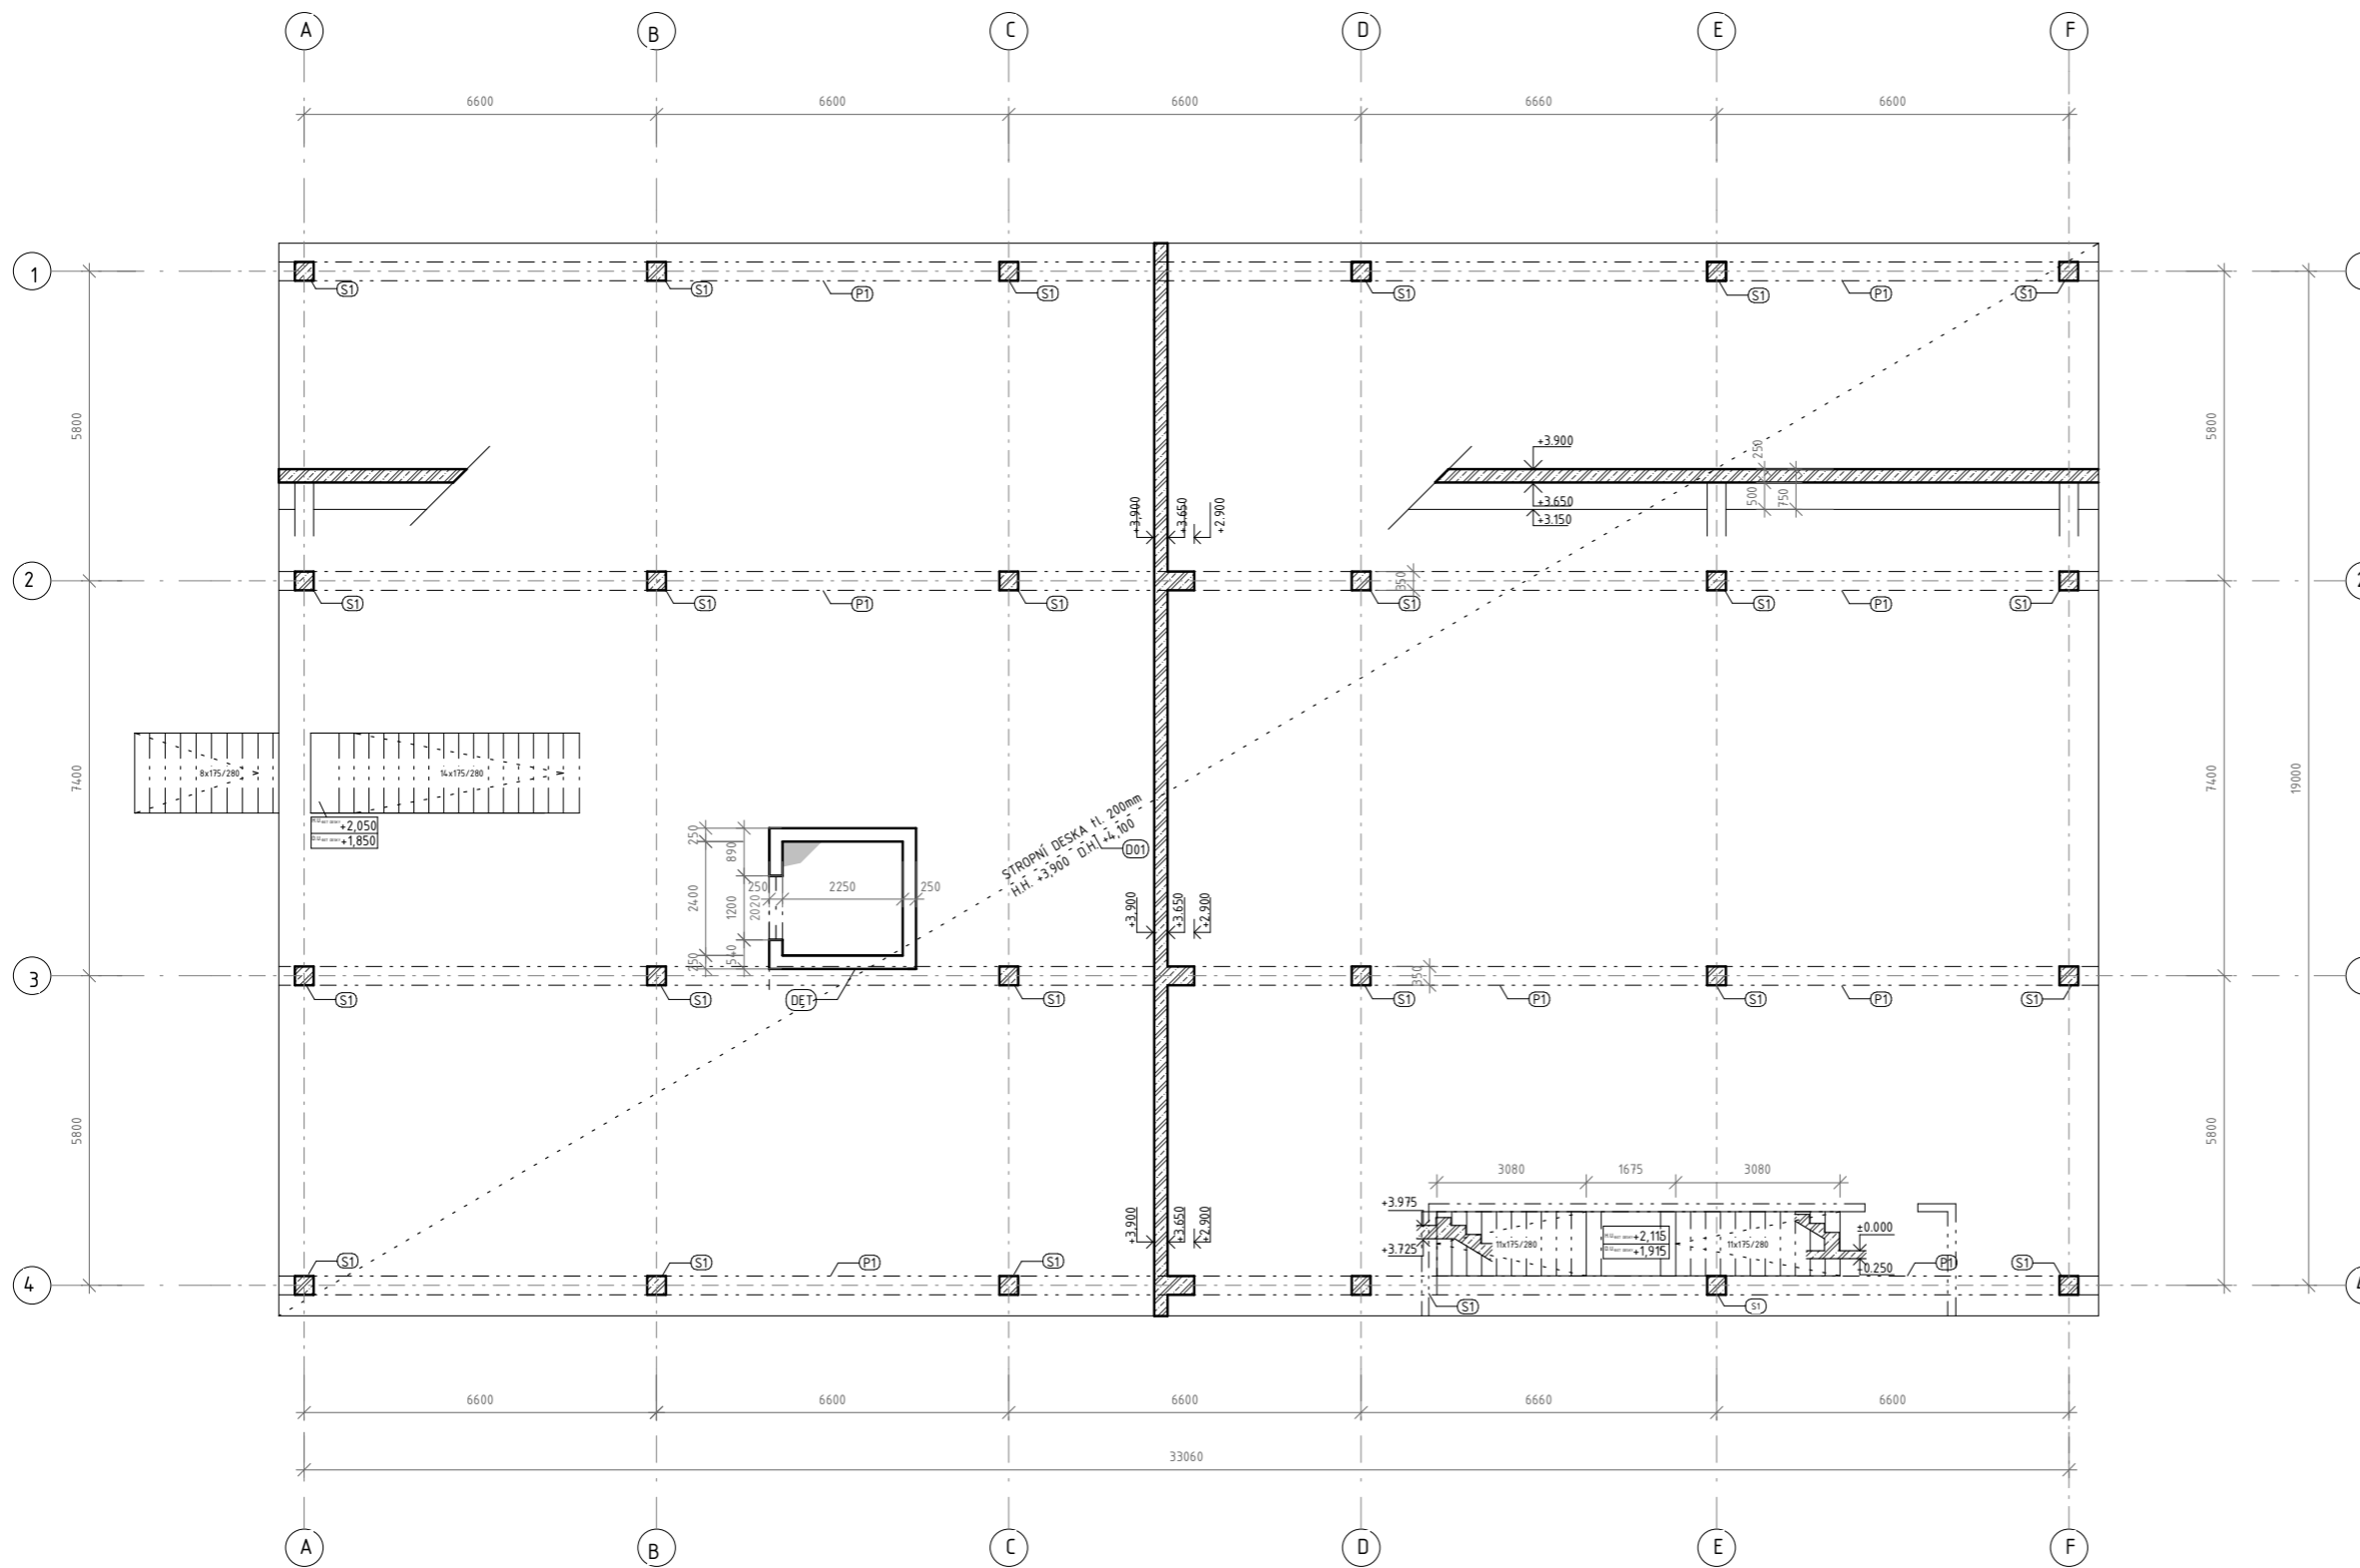 A B C D E F
6600 6600 6600 6660 6600
1
S1 S1 P1 S1 S1 S1 P1 S1
5800 5800
+3.900
250
+3.650
500
750
+3.150
+3,900
+3.650
+2.900
2
350
S1 S1 P1 S1 S1 S1 P1 S1
8x175/280 14x175/280
7400 7400
19000
+2,050
+1,850
STROPNÍ DESKA tl. 200mm
H.H. +3,900 D.H. +4,100
D01
250
890
2400
250 2250 250
1200
2020
540
250
+3,900
+3.650
+2.900
3
350
S1 S1 DET S1 S1 P1 S1 P1 S1
5800 5800
3080 1675 3080
+3.975
+3.725
11x175/280
+2,115
+1,915
11x175/280
±0.000
+3,900
+3.650
+2.900
S1 S1 P1 S1 P1 S1
4
S1 S1
6600 6600 6600 6660 6600
33060
A B C D E F